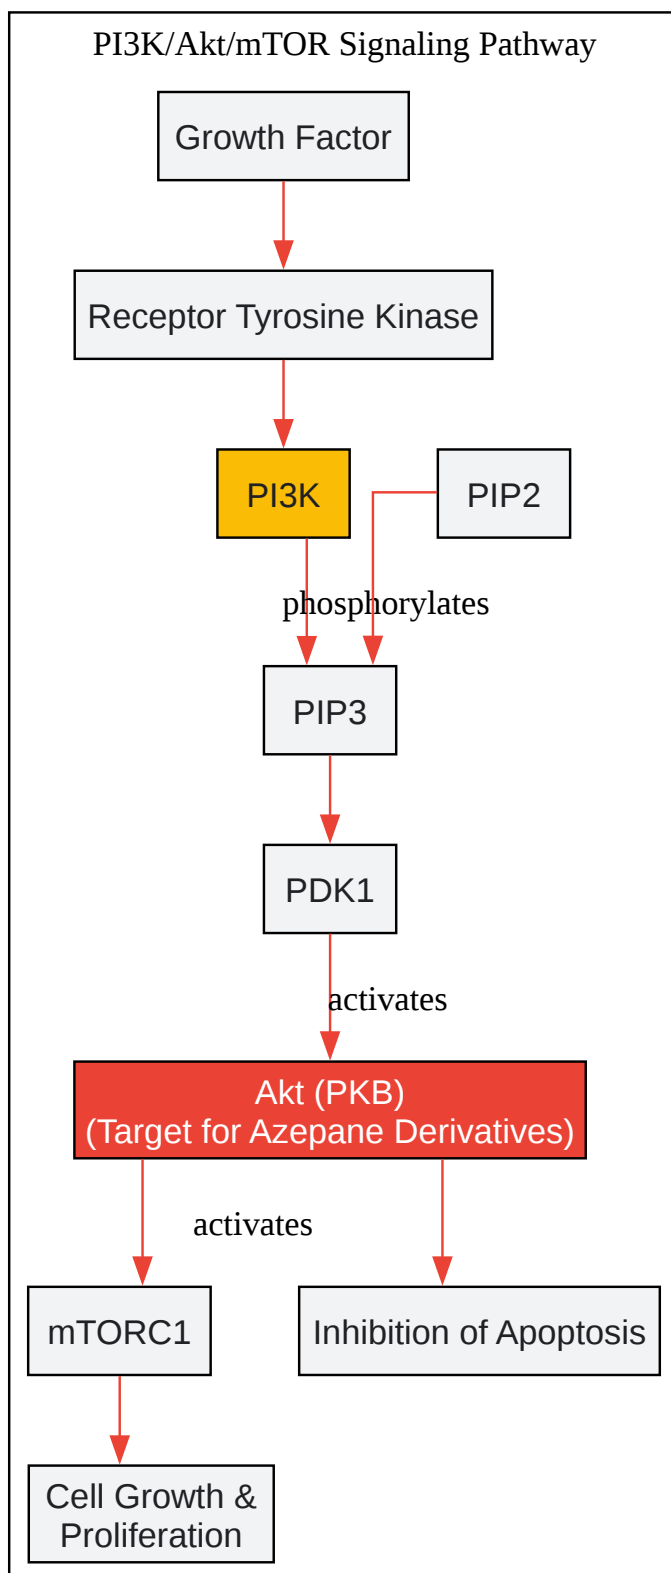 PI3K/Akt/mTOR Signaling Pathway
Growth Factor
Receptor Tyrosine Kinase
PI3K
PIP2
phosphorylates
PIP3
PDK1
activates
Akt (PKB)
(Target for Azepane Derivatives)
activates
mTORC1
Inhibition of Apoptosis
Cell Growth &
Proliferation